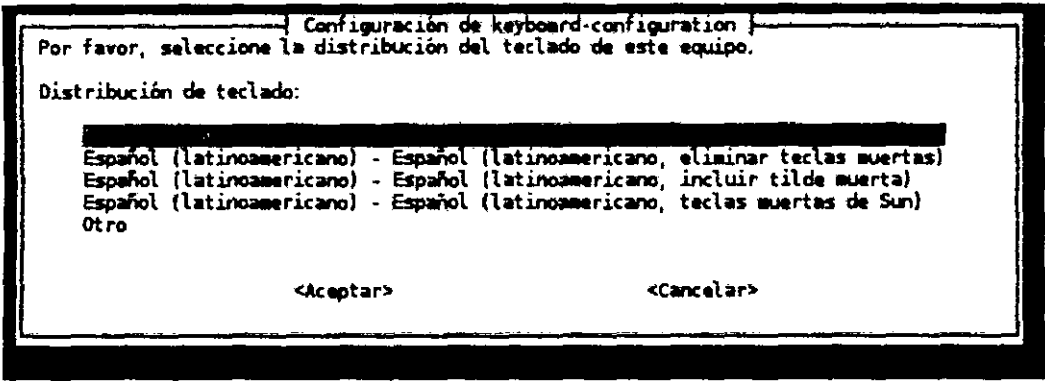 Configuración de keyboard-configuration
Por favor, seleccione la distribución del teclado de este equipo.
Distribución de teclado:
Español (latinoamericano) - Español (latinoamericano, eliminar teclas muertas)
Español (latinoamericano) - Español (latinoamericano, incluir tilde muerta)
Español (latinoamericano) - Español (latinoamericano, teclas muertas de Sun)
Otro
<Aceptar> <Cancelar>